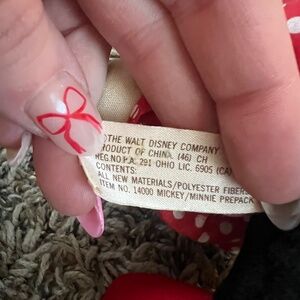 ©THE WALT DISNEY COMPANY
PRODUCT OF CHINA. (46) CH
REG.NO P.A. 291 OHIO LIC. 6905 (CA)
CONTENTS:
ALL NEW MATERIALS/POLYESTER FIBERS
ITEM NO. 14000 MICKEY/MINNIE PREPACK